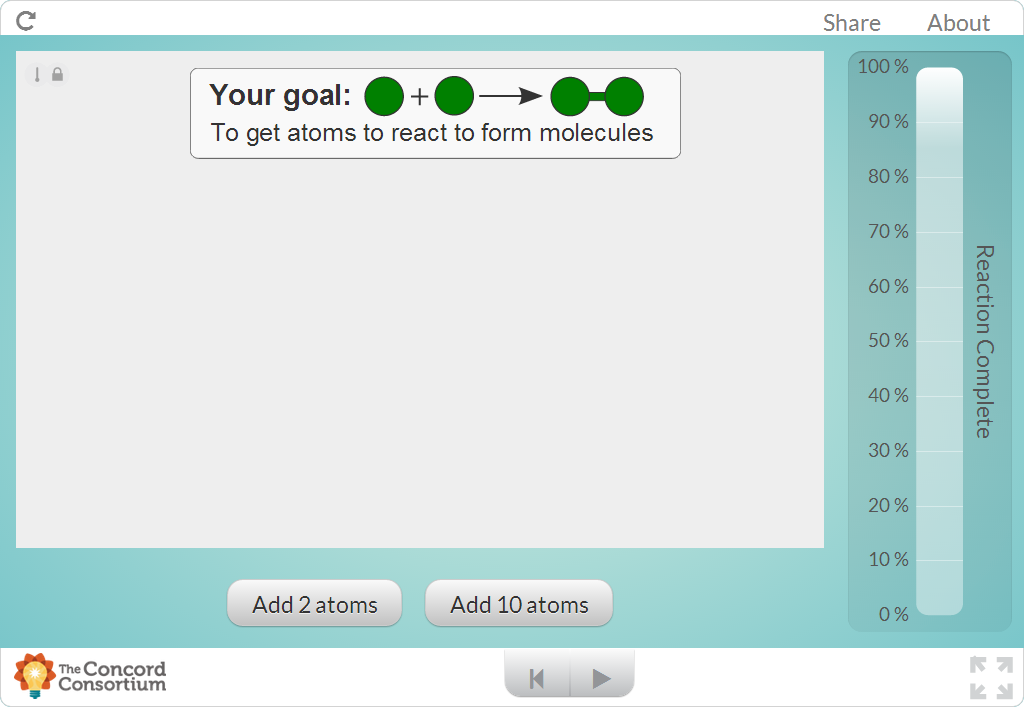 Share About
Your goal: +
To get atoms to react to form molecules
100 %
90 %
80 %
70 %
60 %
50 %
40 %
30 %
20 %
10 %
0 %
Reaction Complete
Add 2 atoms Add 10 atoms
The Concord
Consortium